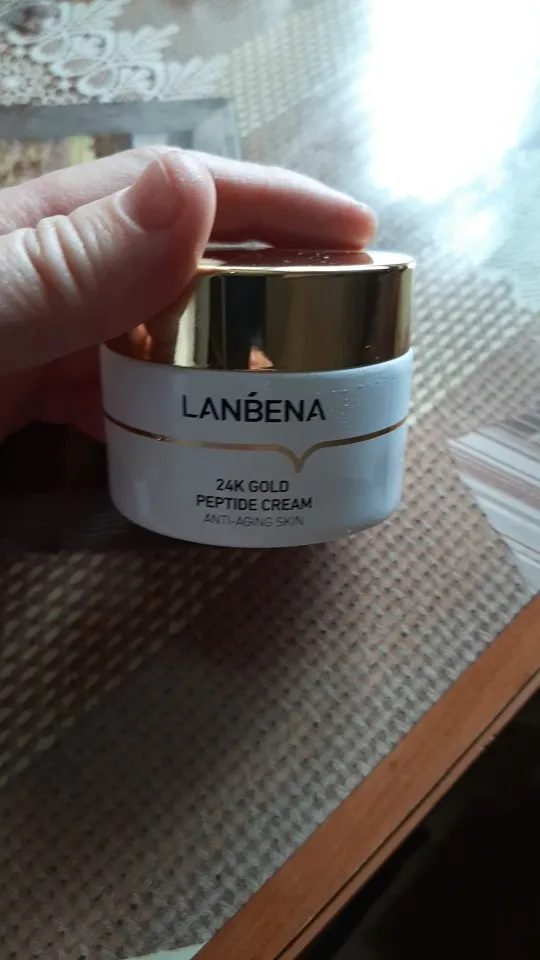 LANBENA
24K GOLD
PEPTIDE CREAM
ANTI-AGING SKIN